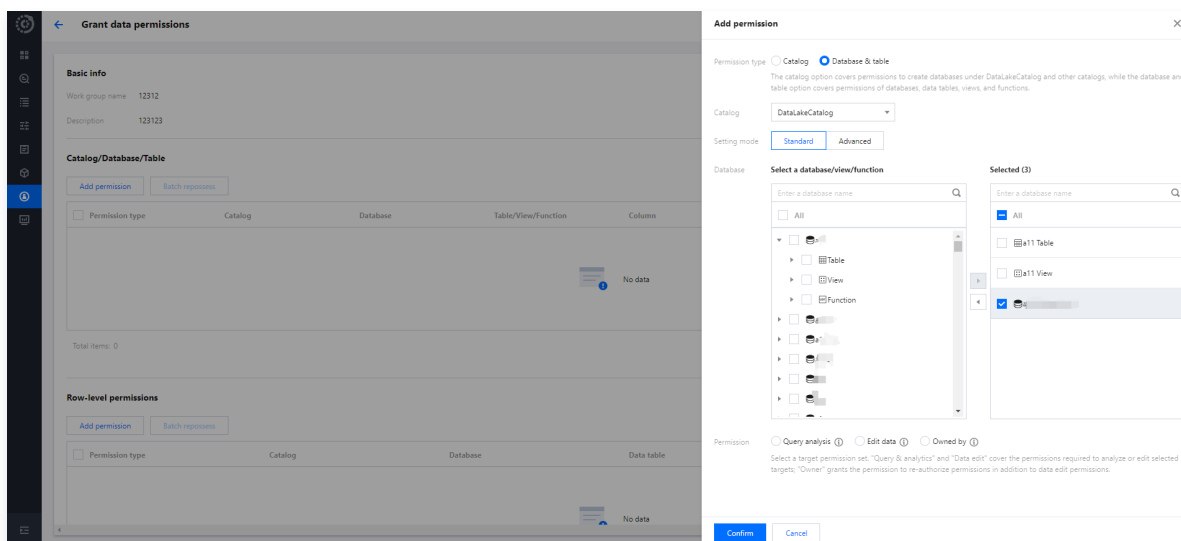 Grant data permissions
Basic info
Work group name 12312
Description 123123
Catalog/Database/Table
Add permission Batch repossess
Permission type Catalog Database Table/View/Function Column
No data
Total items: 0
Row-level permissions
Add permission Batch repossess
Permission type Catalog Database Data table
No data
Add permission
Permission type Catalog Database & table
The catalog option covers permissions to create databases under DataLakeCatalog and other catalogs, while the database an
table option covers permissions of databases, data tables, views, and functions.
Catalog DataLakeCatalog
Setting mode Standard Advanced
Database Select a database/view/function Selected (3)
Enter a database name Enter a database name
All All
Table
View
Function
a11 Table
a11 View
Permission Query analysis Edit data Owned by
Select a target permission set. "Query & analytics" and "Data edit" cover the permissions required to analyze or edit selected
targets; "Owner" grants the permission to re-authorize permissions in addition to data edit permissions.
Confirm Cancel